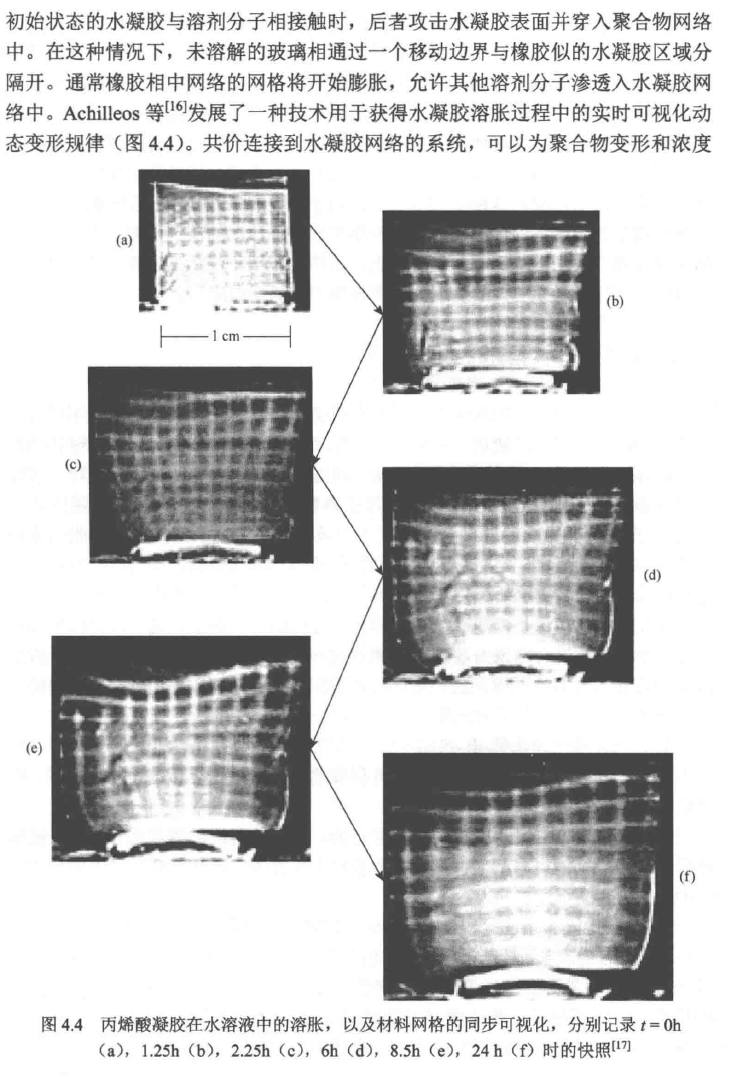 初始状态的水凝胶与溶剂分子相接触时，后者攻击水凝胶表面并穿入聚合物网络
中。在这种情况下，未溶解的玻璃相通过一个移动边界与橡胶似的水凝胶区域分
隔开。通常橡胶相中网络的网格将开始膨胀，允许其他溶剂分子渗透入水凝胶网
络中。Achilleos 等[16]发展了一种技术用于获得水凝胶溶胀过程中的实时可视化动
态变形规律（图 4.4）。共价连接到水凝胶网络的系统，可以为聚合物变形和浓度
(a)
(b)
1 cm
(c)
(d)
(e)
(f)
图 4.4 丙烯酸凝胶在水溶液中的溶胀，以及材料网格的同步可视化，分别记录 t = 0h
（a），1.25h（b），2.25h（c），6h（d），8.5h（e），24 h（f）时的快照[17]